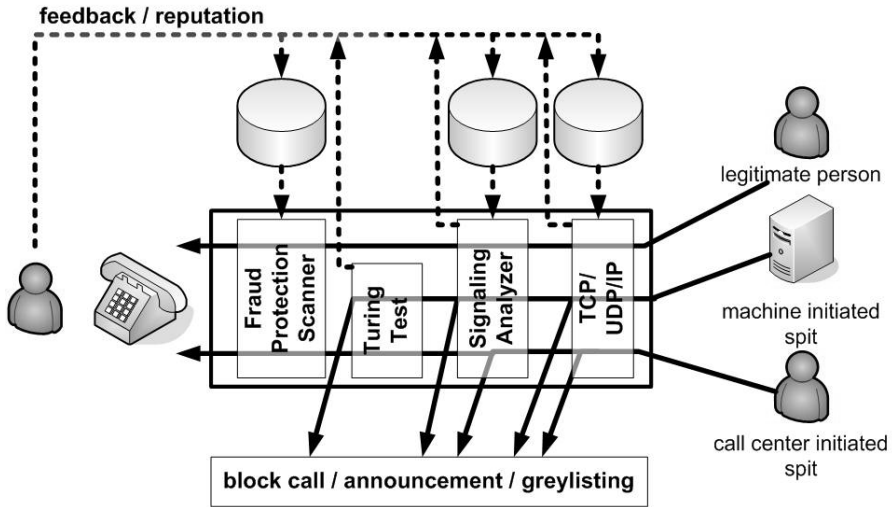 feedback / reputation
legitimate person
Fraud
Protection
Scanner
Turing
Test
Signaling
Analyzer
TCP/
UDP/IP
machine initiated
spit
call center initiated
spit
block call / announcement / greylisting